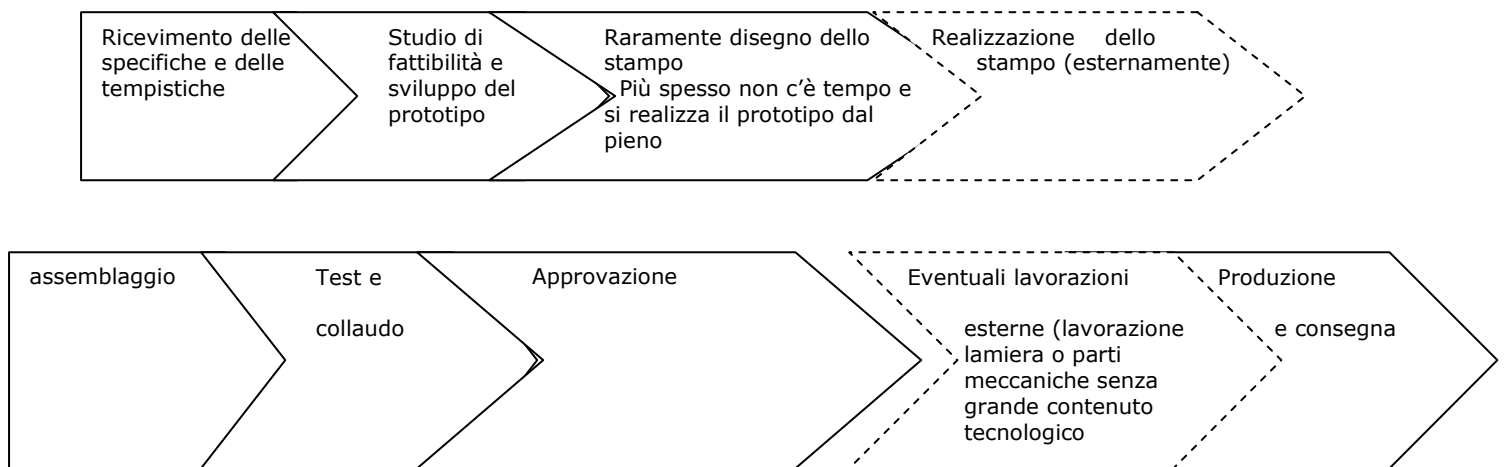 Ricevimento delle
specifiche e delle
tempistiche
Studio di
fattibilità e
sviluppo del
prototipo
Raramente disegno dello
stampo
Più spesso non c'è tempo e
si realizza il prototipo dal
pieno
Realizzazione dello
stampo (esternamente)
assemblaggio
Test e
collaudo
Approvazione
Eventuali lavorazioni
esterne (lavorazione
lamiera o parti
meccaniche senza
grande contenuto
tecnologico
Produzione
e consegna